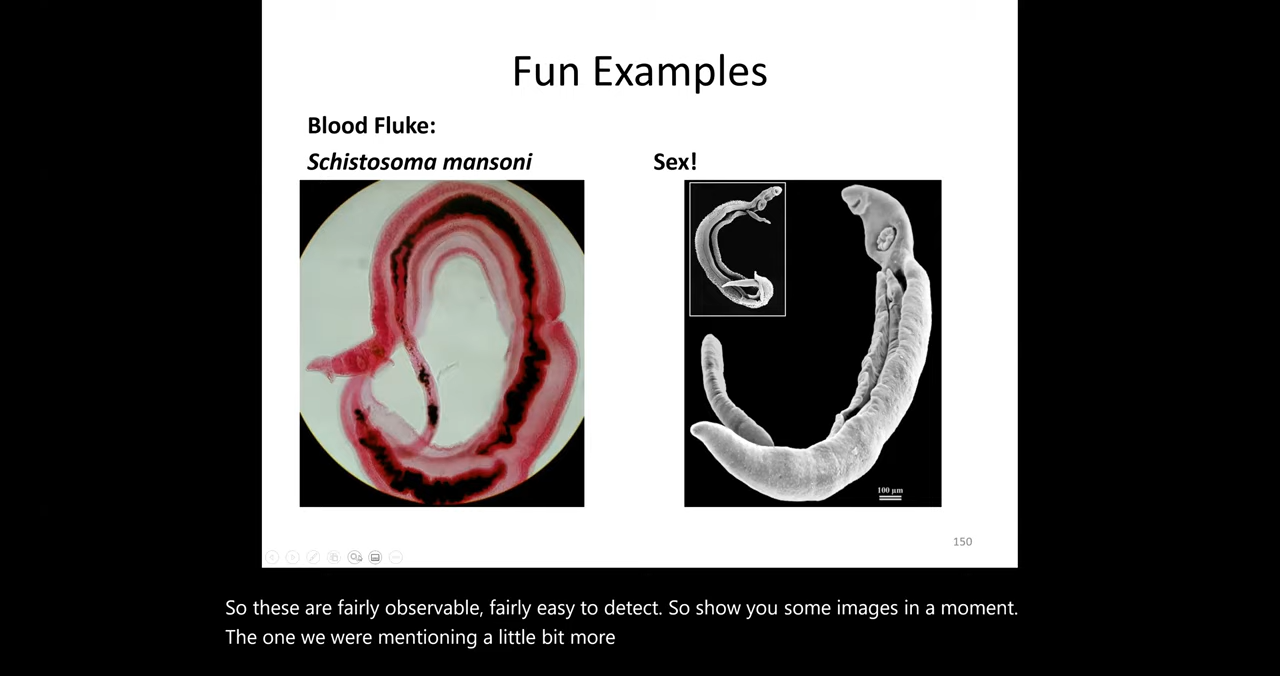 Fun Examples
Blood Fluke:
Schistosoma mansoni
Sex!
100 µm
150
So these are fairly observable, fairly easy to detect. So show you some images in a moment.
The one we were mentioning a little bit more